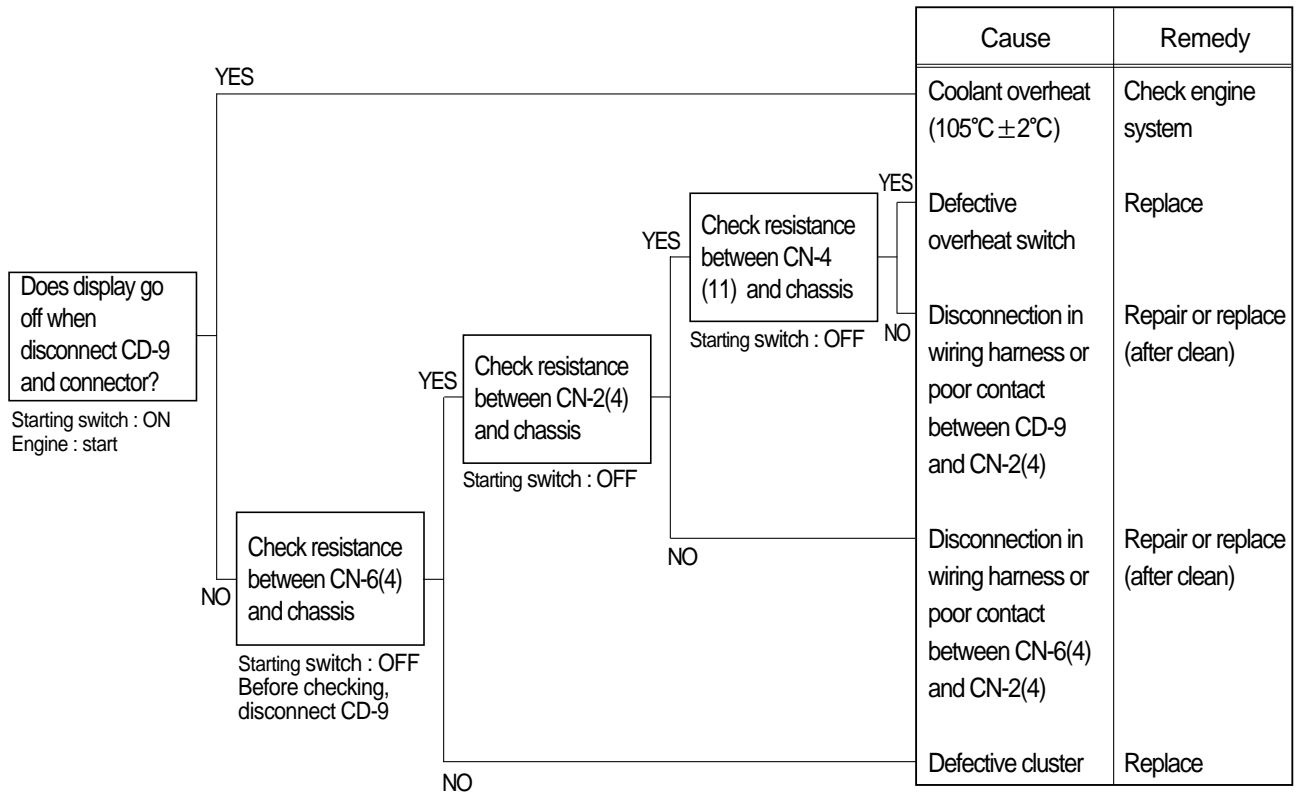 Cause
Remedy
YES
Coolant overheat
(105°C ±2°C)
Check engine
system
YES
Defective
overheat switch
Replace
YES
Check resistance
between CN-4
(11) and chassis
Starting switch : OFF
NO
Disconnection in
wiring harness or
poor contact
between CD-9
and CN-2(4)
Repair or replace
(after clean)
Does display go
off when
disconnect CD-9
and connector?
Starting switch : ON
Engine : start
YES
Check resistance
between CN-2(4)
and chassis
Starting switch : OFF
NO
Disconnection in
wiring harness or
poor contact
between CN-6(4)
and CN-2(4)
Repair or replace
(after clean)
NO
Check resistance
between CN-6(4)
and chassis
Starting switch : OFF
Before checking,
disconnect CD-9
NO
Defective cluster
Replace